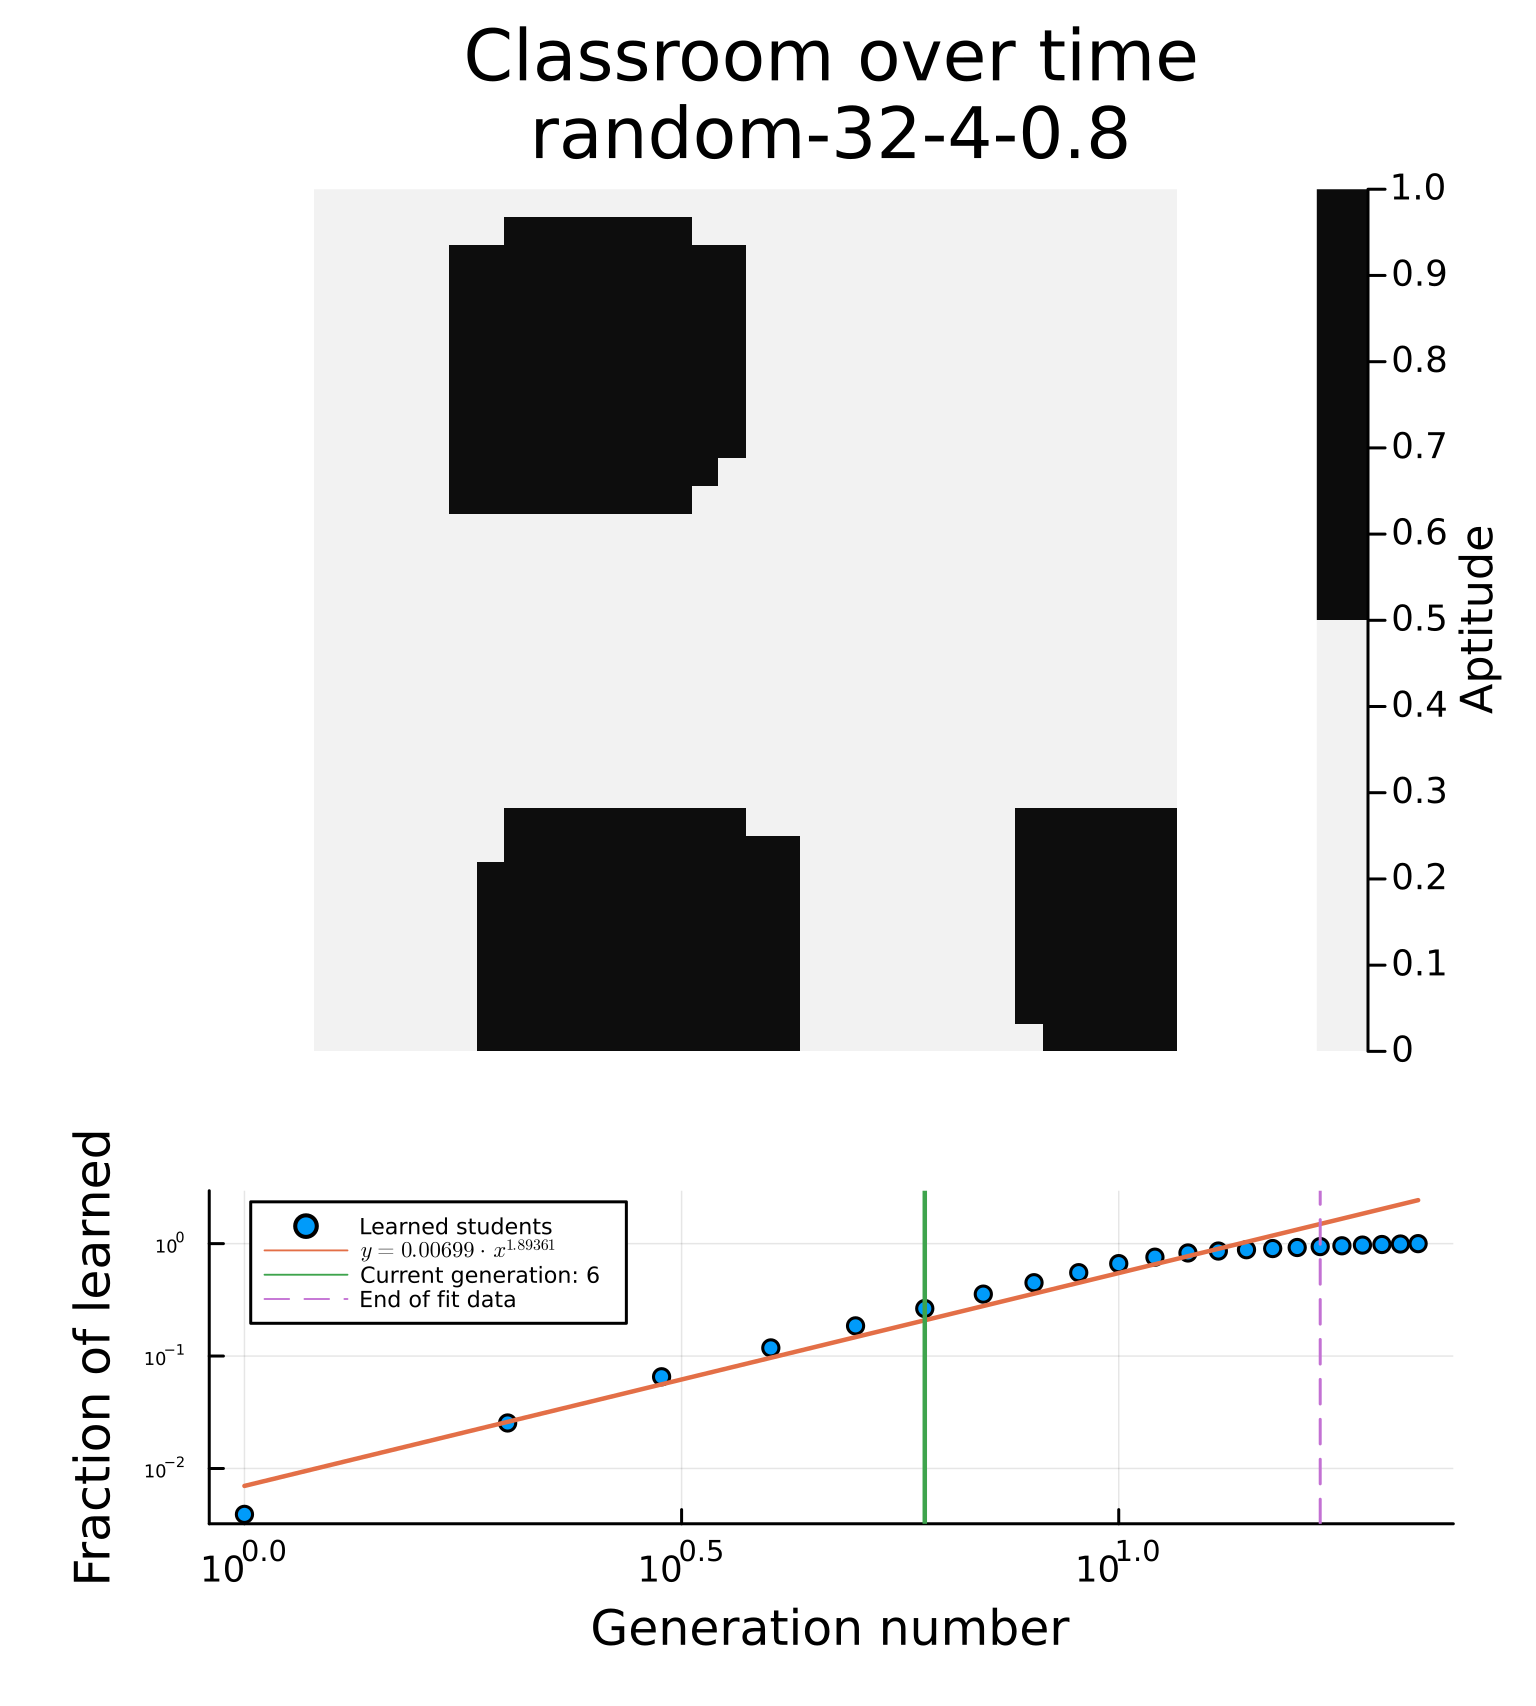 Classroom over time
random-32-4-0.8
1.0
0.9
0.8
0.7
0.6
0.5
0.4
0.3
0.2
0.1
0
Aptitude
Fraction of learned
10^0
10^−1
10^−2
Learned students
y = 0.00699 · x^1.89361
Current generation: 6
End of fit data
10^0.0
10^0.5
10^1.0
Generation number